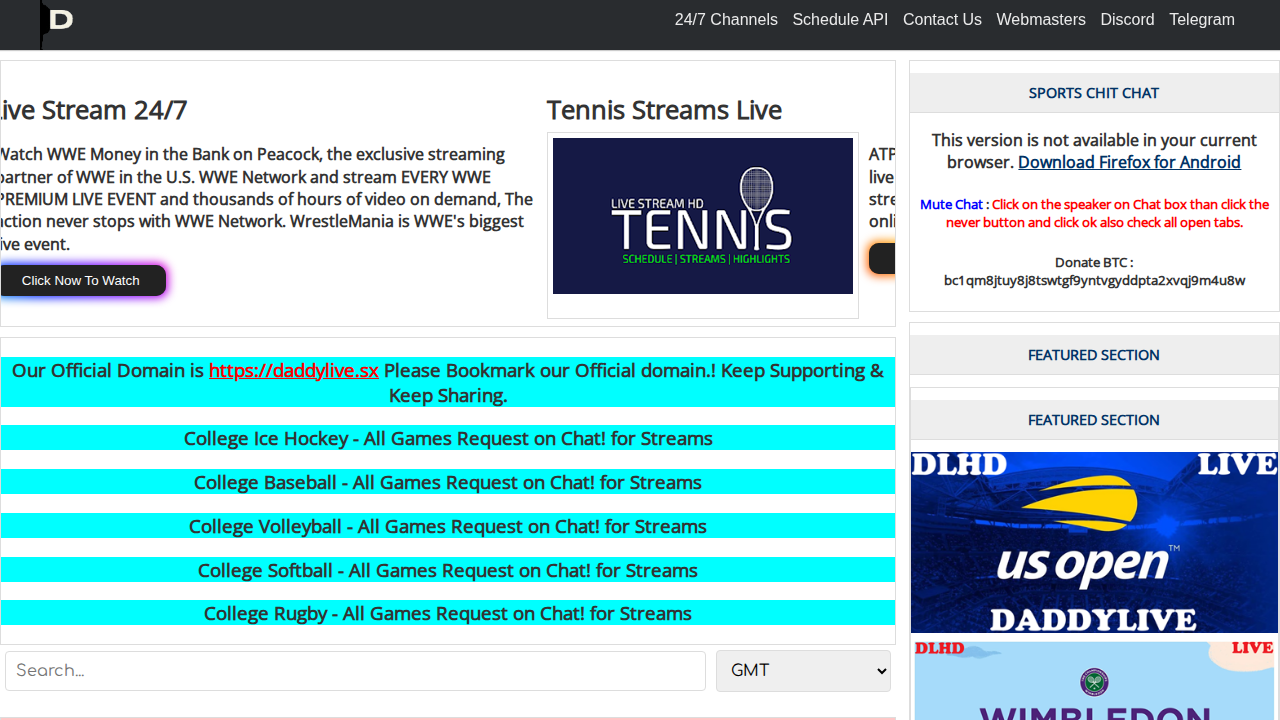 D
24/7 Channels Schedule API Contact Us Webmasters Discord Telegram
ive Stream 24/7
Watch WWE Money in the Bank on Peacock, the exclusive streaming
partner of WWE in the U.S. WWE Network and stream EVERY WWE
PREMIUM LIVE EVENT and thousands of hours of video on demand, The
action never stops with WWE Network. WrestleMania is WWE's biggest
live event.
Click Now To Watch
Tennis Streams Live
LIVE STREAM HD
TENNIS
SCHEDULE | STREAMS | HIGHLIGHTS
ATP
live
stre
onli
Our Official Domain is https://daddylive.sx Please Bookmark our Official domain.! Keep Supporting &
Keep Sharing.
College Ice Hockey - All Games Request on Chat! for Streams
College Baseball - All Games Request on Chat! for Streams
College Volleyball - All Games Request on Chat! for Streams
College Softball - All Games Request on Chat! for Streams
College Rugby - All Games Request on Chat! for Streams
Search...
GMT
SPORTS CHIT CHAT
This version is not available in your current
browser. Download Firefox for Android
Mute Chat : Click on the speaker on Chat box than click the
never button and click ok also check all open tabs.
Donate BTC :
bc1qm8jtuy8j8tswtgf9yntvgyddpta2xvqj9m4u8w
FEATURED SECTION
FEATURED SECTION
DLHD LIVE
us open
DADDYLIVE
DLHD LIVE
WIMBLEDON